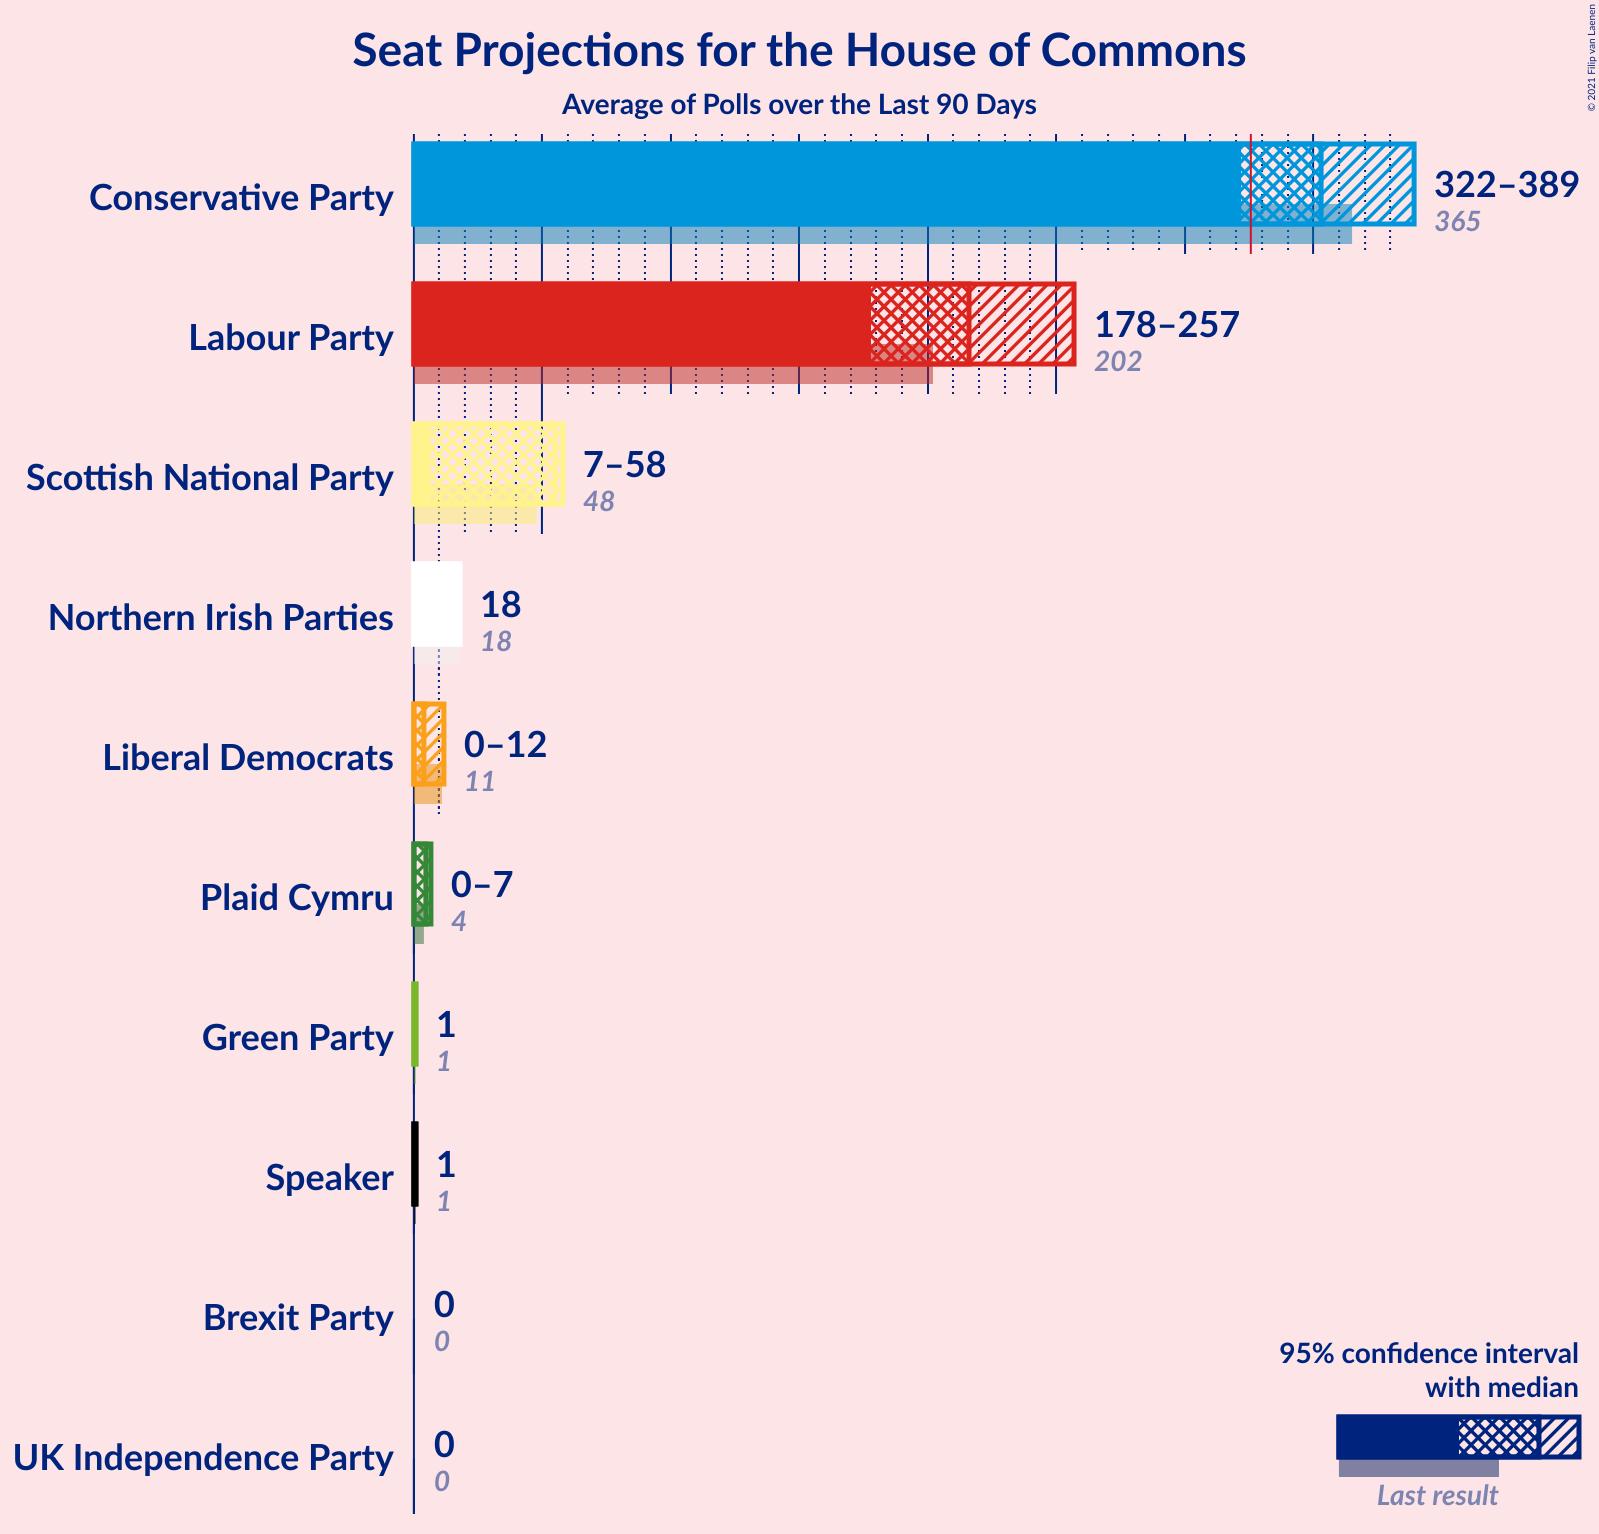 Seat Projections for the House of Commons
Average of Polls over the Last 90 Days
© 2021 Filip van Laenen
Conservative Party
322–389
365
Labour Party
178–257
202
Scottish National Party
7–58
48
Northern Irish Parties
18
18
Liberal Democrats
0–12
11
Plaid Cymru
0–7
4
Green Party
1
1
Speaker
1
1
Brexit Party
0
0
UK Independence Party
0
0
95% confidence interval
with median
Last result